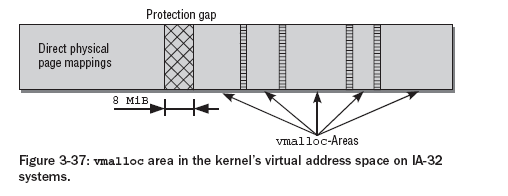 Protection gap
Direct physical
page mappings
8 MiB
vmalloc-Areas
Figure 3-37: vmalloc area in the kernel's virtual address space on IA-32
systems.